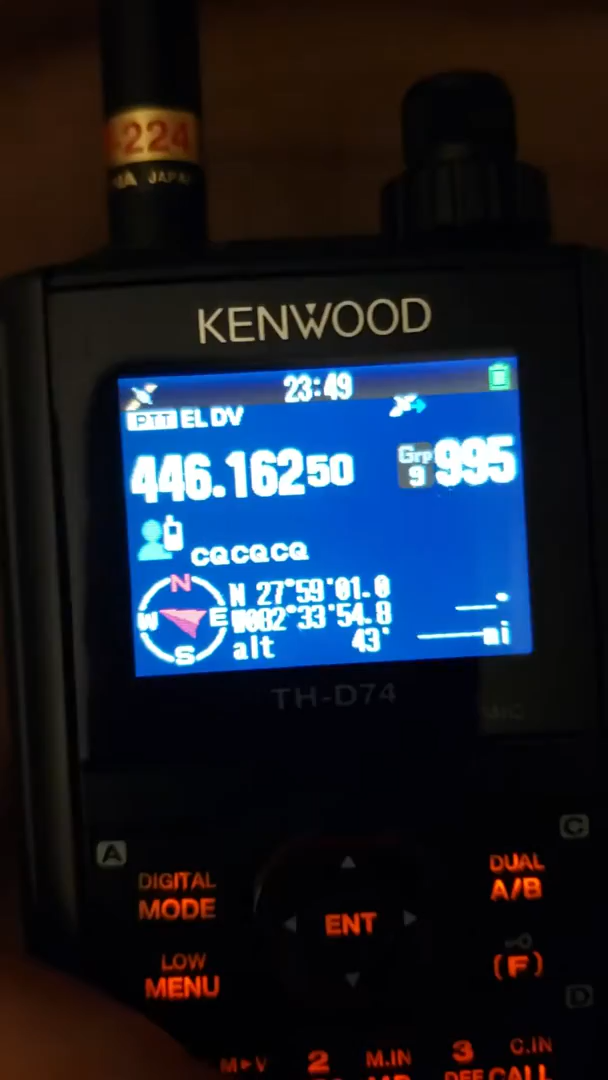 -224
JAPAN
KENWOOD
23:49
PTT EL DV
446.16250
Grp 9 995
CQCQCQ
N
W E
S
N 27°59'01.0
W082°33'54.8
alt 43'
mi
TH-D74
MIC
A
C
DIGITAL
MODE
DUAL
A/B
ENT
LOW
MENU
(F)
D
M►V 2 M.IN 3 C.IN
CALL